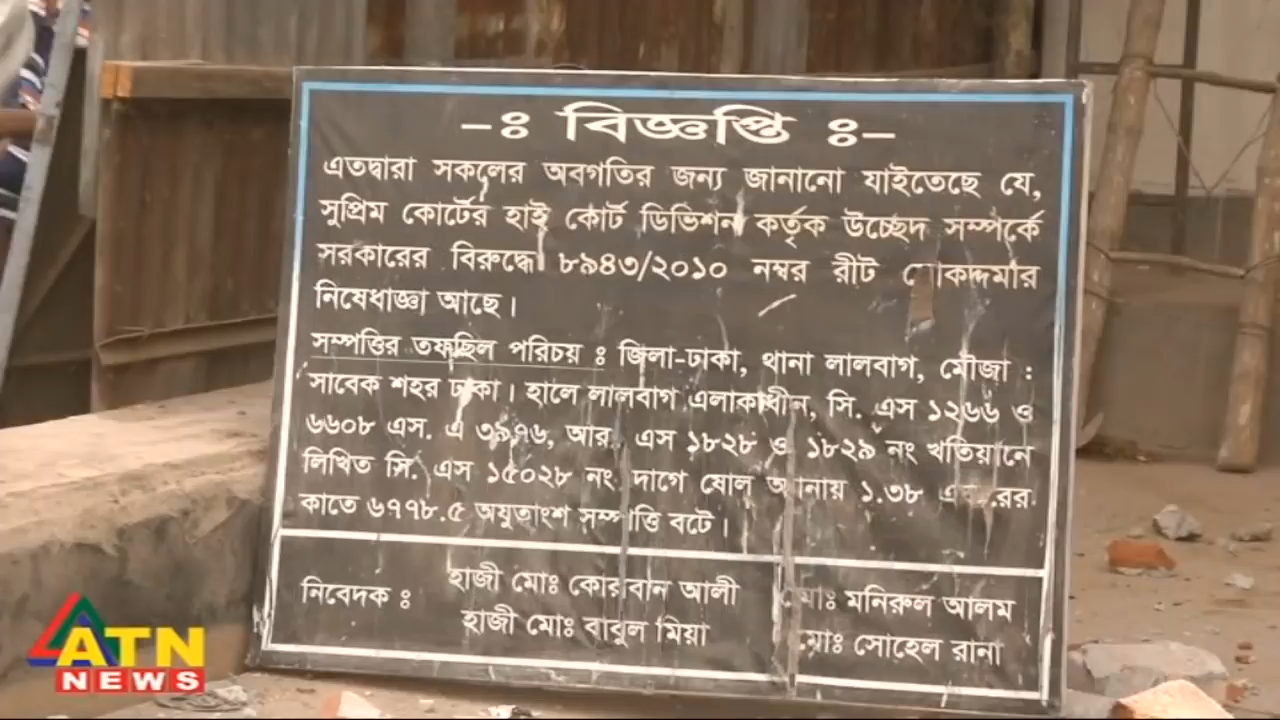 -ঃ বিজ্ঞপ্তি ঃ-
এতদ্বারা সকলের অবগতির জন্য জানানো যাইতেছে যে,
সুপ্রিম কোর্টের হাই কোর্ট ডিভিশন কর্তৃক উচ্ছেদ সম্পর্কে
সরকারের বিরুদ্ধে ৮৯৪৩/২০১০ নম্বর রীট মোকদ্দমার
নিষেধাজ্ঞা আছে।
সম্পত্তির তফছিল পরিচয় ঃ জিলা-ঢাকা, থানা লালবাগ, মৌজা :
সাবেক শহর ঢাকা। হালে লালবাগ এলাকাধীন, সি. এস ১২৬৬ ও
৬৬০৮ এস. এ ৩৯৭৬, আর. এস ১৮২৮ ও ১৮২৯ নং খতিয়ানে
লিখিত সি. এস ১৫০২৮ নং দাগে ষোল আনায় ১.৩৮
কাতে ৬৭৭৮.৫ অযুতাংশ সম্পত্তি বটে।
নিবেদক ঃ হাজী মোঃ কোরবান আলী মোঃ মনিরুল আলম
হাজী মোঃ বাবুল মিয়া মোঃ সোহেল রানা
ATN
NEWS